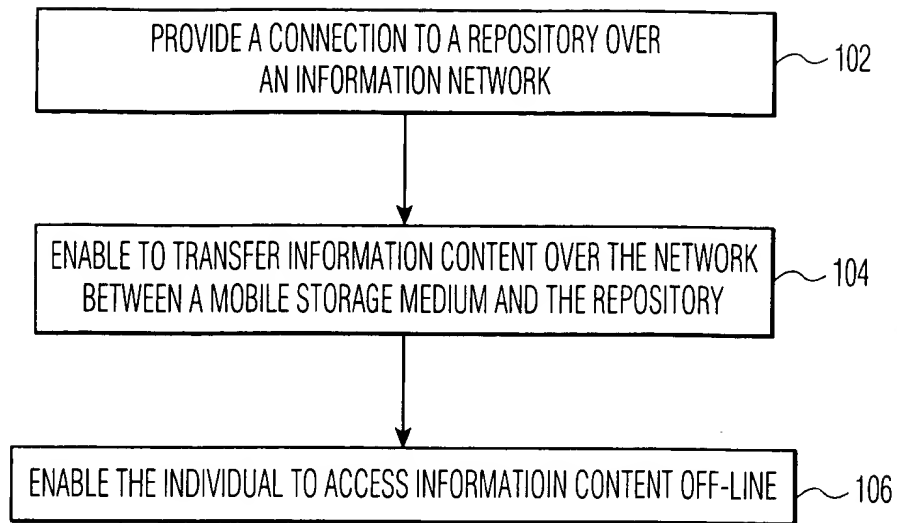 PROVIDE A CONNECTION TO A REPOSITORY OVER
AN INFORMATION NETWORK
102
ENABLE TO TRANSFER INFORMATION CONTENT OVER THE NETWORK
BETWEEN A MOBILE STORAGE MEDIUM AND THE REPOSITORY
104
ENABLE THE INDIVIDUAL TO ACCESS INFORMATIOIN CONTENT OFF-LINE
106